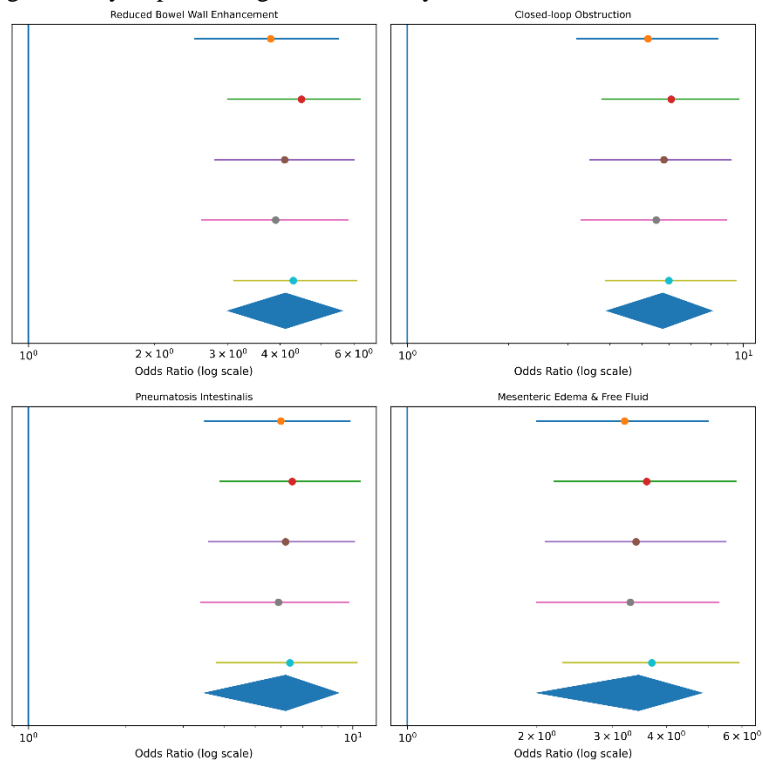 Reduced Bowel Wall Enhancement
Closed-loop Obstruction
10⁰ 2 × 10⁰ 3 × 10⁰ 4 × 10⁰ 6 × 10⁰
Odds Ratio (log scale)
10⁰ 10¹
Odds Ratio (log scale)
Pneumatosis Intestinalis
Mesenteric Edema & Free Fluid
10⁰ 10¹
Odds Ratio (log scale)
10⁰ 2 × 10⁰ 3 × 10⁰ 4 × 10⁰ 6 × 10⁰
Odds Ratio (log scale)